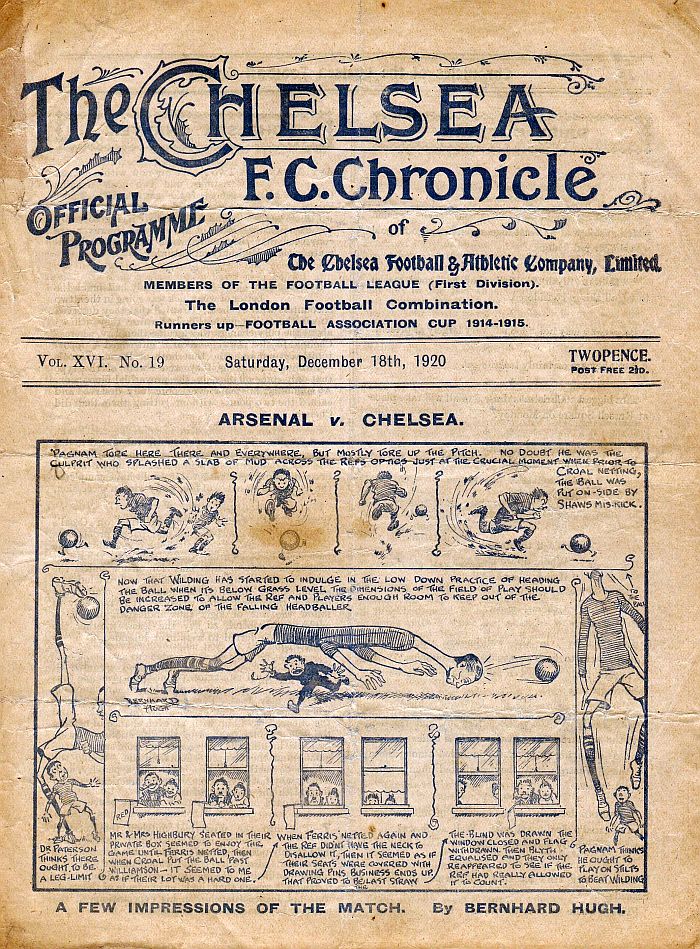 The CHELSEA
F.C. Chronicle
OFFICIAL
PROGRAMME
of
The Chelsea Football & Athletic Company, Limited.
MEMBERS OF THE FOOTBALL LEAGUE (First Division).
The London Football Combination.
Runners up—FOOTBALL ASSOCIATION CUP 1914-1915.
VOL. XVI. No. 19
Saturday, December 18th, 1920
TWOPENCE.
POST FREE 2½D.
ARSENAL v. CHELSEA.
PAGNAM TORE HERE THERE AND EVERYWHERE, BUT MOSTLY TORE UP THE PITCH. NO DOUBT HE WAS THE
CULPRIT WHO SPLASHED A SLAB OF MUD ACROSS THE REFS OPTICS JUST AT THE CRUCIAL MOMENT WHEN PRIOR TO
CROAL NETTING,
THE BALL WAS
PUT ON-SIDE BY
SHAWS MIS-KICK.
NOW THAT WILDING HAS STARTED TO INDULGE IN THE LOW DOWN PRACTICE OF HEADING
THE BALL WHEN ITS BELOW GRASS LEVEL THE DIMENSIONS OF THE FIELD OF PLAY SHOULD
BE INCREASED TO ALLOW THE REF AND PLAYERS ENOUGH ROOM TO KEEP OUT OF THE
DANGER ZONE OF THE FALLING HEADBALLER
TO THE BALL
BERNHARD
HUGH
RED
DR PATERSON
THINKS THERE
OUGHT TO BE
A LEG-LIMIT
MR & MRS HIGHBURY SEATED IN THEIR
PRIVATE BOX SEEMED TO ENJOY THE
GAME UNTIL FERRIS NETTED, THEN
WHEN CROAL PUT THE BALL PAST
WILLIAMSON — IT SEEMED TO ME
AS IF THEIR LOT WAS A HARD ONE.
WHEN FERRIS NETTED AGAIN AND
THE REF DIDN'T HAVE THE NECK TO
DISALLOW IT, THEN IT SEEMED AS IF
THEIR SEATS WERE COVERED WITH
DRAWING PINS BUSINESS ENDS UP.
THAT PROVED TO BE LAST STRAW
THE
THE BLIND WAS DRAWN THE
WINDOW CLOSED AND FLAG
WITHDRAWN. THEN BLYTH
EQUALISED AND THEY ONLY
REAPPEARED TO SEE IF THE
REF HAD REALLY ALLOWED
IT TO COUNT.
PAGNAM THINKS
HE OUGHT TO
PLAY ON STILTS
TO BEAT WILDING
A FEW IMPRESSIONS OF THE MATCH. By BERNHARD HUGH.